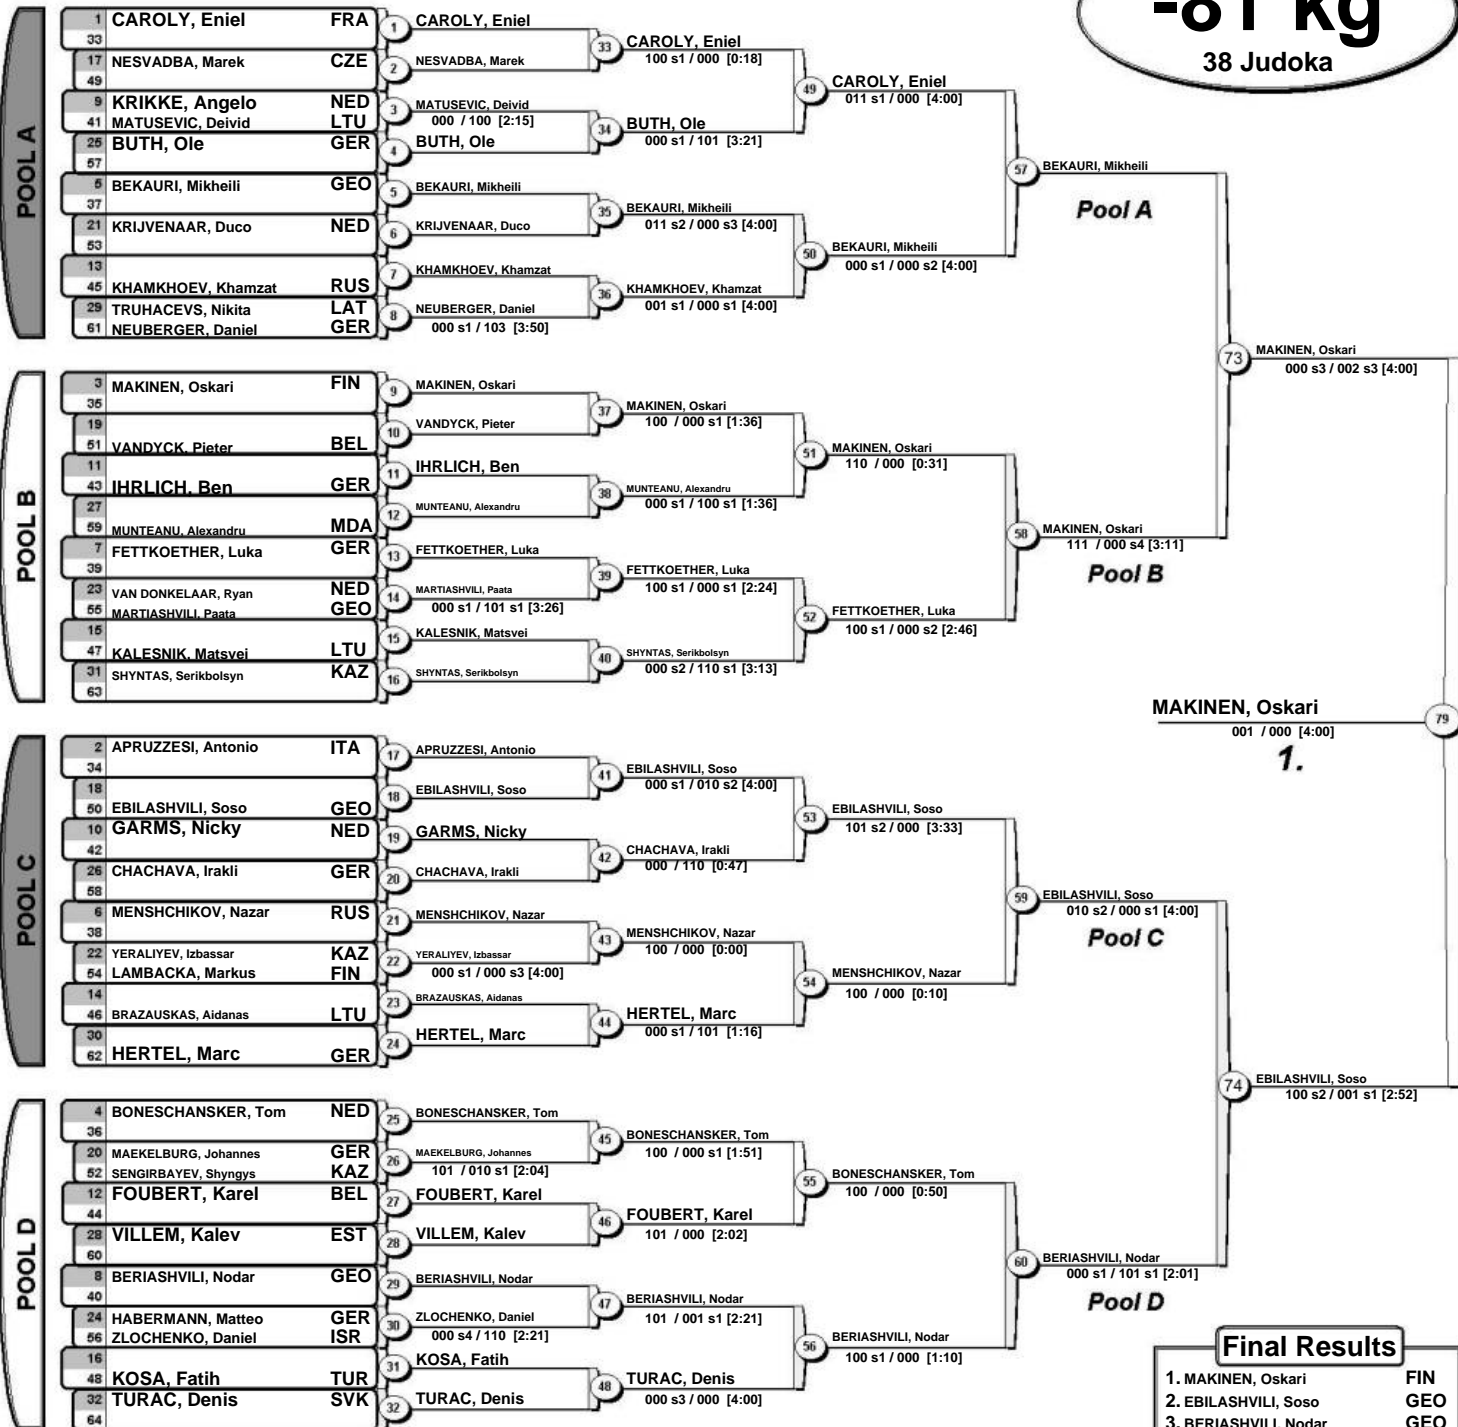 -81 kg
38 Judoka
POOL A
1 CAROLY, Eniel FRA
33
17 NESVADBA, Marek CZE
49
9 KRIKKE, Angelo NED
41 MATUSEVIC, Deivid LTU
25 BUTH, Ole GER
57
5 BEKAURI, Mikheili GEO
37
21 KRIJVENAAR, Duco NED
53
13
45 KHAMKHOEV, Khamzat RUS
29 TRUHACEVS, Nikita LAT
61 NEUBERGER, Daniel GER
1 CAROLY, Eniel
2 NESVADBA, Marek
3 MATUSEVIC, Deivid
000 / 100 [2:15]
4 BUTH, Ole
5 BEKAURI, Mikheili
6 KRIJVENAAR, Duco
7 KHAMKHOEV, Khamzat
8 NEUBERGER, Daniel
000 s1 / 103 [3:50]
33 CAROLY, Eniel
100 s1 / 000 [0:18]
34 BUTH, Ole
000 s1 / 101 [3:21]
35 BEKAURI, Mikheili
011 s2 / 000 s3 [4:00]
36 KHAMKHOEV, Khamzat
001 s1 / 000 s1 [4:00]
49 CAROLY, Eniel
011 s1 / 000 [4:00]
50 BEKAURI, Mikheili
000 s1 / 000 s2 [4:00]
57 BEKAURI, Mikheili
Pool A
POOL B
3 MAKINEN, Oskari FIN
35
19
51 VANDYCK, Pieter BEL
11
43 IHRLICH, Ben GER
27
59 MUNTEANU, Alexandru MDA
7 FETTKOETHER, Luka GER
39
23 VAN DONKELAAR, Ryan NED
55 MARTIASHVILI, Paata GEO
15
47 KALESNIK, Matsvei LTU
31 SHYNTAS, Serikbolsyn KAZ
63
9 MAKINEN, Oskari
10 VANDYCK, Pieter
11 IHRLICH, Ben
12 MUNTEANU, Alexandru
13 FETTKOETHER, Luka
14 MARTIASHVILI, Paata
000 s1 / 101 s1 [3:26]
15 KALESNIK, Matsvei
16 SHYNTAS, Serikbolsyn
37 MAKINEN, Oskari
100 / 000 s1 [1:36]
38 MUNTEANU, Alexandru
000 s1 / 100 s1 [1:36]
39 FETTKOETHER, Luka
100 s1 / 000 s1 [2:24]
40 SHYNTAS, Serikbolsyn
000 s2 / 110 s1 [3:13]
51 MAKINEN, Oskari
110 / 000 [0:31]
52 FETTKOETHER, Luka
100 s1 / 000 s2 [2:46]
58 MAKINEN, Oskari
111 / 000 s4 [3:11]
Pool B
73 MAKINEN, Oskari
000 s3 / 002 s3 [4:00]
MAKINEN, Oskari 79
001 / 000 [4:00]
1.
POOL C
2 APRUZZESI, Antonio ITA
34
18
50 EBILASHVILI, Soso GEO
10 GARMS, Nicky NED
42
26 CHACHAVA, Irakli GER
58
6 MENSHCHIKOV, Nazar RUS
38
22 YERALIYEV, Izbassar KAZ
54 LAMBACKA, Markus FIN
14
46 BRAZAUSKAS, Aidanas LTU
30
62 HERTEL, Marc GER
17 APRUZZESI, Antonio
18 EBILASHVILI, Soso
19 GARMS, Nicky
20 CHACHAVA, Irakli
21 MENSHCHIKOV, Nazar
22 YERALIYEV, Izbassar
000 s1 / 000 s3 [4:00]
23 BRAZAUSKAS, Aidanas
24 HERTEL, Marc
41 EBILASHVILI, Soso
000 s1 / 010 s2 [4:00]
42 CHACHAVA, Irakli
000 / 110 [0:47]
43 MENSHCHIKOV, Nazar
100 / 000 [0:00]
44 HERTEL, Marc
000 s1 / 101 [1:16]
53 EBILASHVILI, Soso
101 s2 / 000 [3:33]
54 MENSHCHIKOV, Nazar
100 / 000 [0:10]
59 EBILASHVILI, Soso
010 s2 / 000 s1 [4:00]
Pool C
74 EBILASHVILI, Soso
100 s2 / 001 s1 [2:52]
POOL D
4 BONESCHANSKER, Tom NED
36
20 MAEKELBURG, Johannes GER
52 SENGIRBAYEV, Shyngys KAZ
12 FOUBERT, Karel BEL
44
28 VILLEM, Kalev EST
60
8 BERIASHVILI, Nodar GEO
40
24 HABERMANN, Matteo GER
56 ZLOCHENKO, Daniel ISR
16
48 KOSA, Fatih TUR
32 TURAC, Denis SVK
64
25 BONESCHANSKER, Tom
26 MAEKELBURG, Johannes
101 / 010 s1 [2:04]
27 FOUBERT, Karel
28 VILLEM, Kalev
29 BERIASHVILI, Nodar
30 ZLOCHENKO, Daniel
000 s4 / 110 [2:21]
31 KOSA, Fatih
32 TURAC, Denis
45 BONESCHANSKER, Tom
100 / 000 s1 [1:51]
46 FOUBERT, Karel
101 / 000 [2:02]
47 BERIASHVILI, Nodar
101 / 001 s1 [2:21]
48 TURAC, Denis
000 s3 / 000 [4:00]
55 BONESCHANSKER, Tom
100 / 000 [0:50]
56 BERIASHVILI, Nodar
100 s1 / 000 [1:10]
60 BERIASHVILI, Nodar
000 s1 / 101 s1 [2:01]
Pool D
Final Results
1. MAKINEN, Oskari FIN
2. EBILASHVILI, Soso GEO
3. BERIASHVILI, Nodar GEO